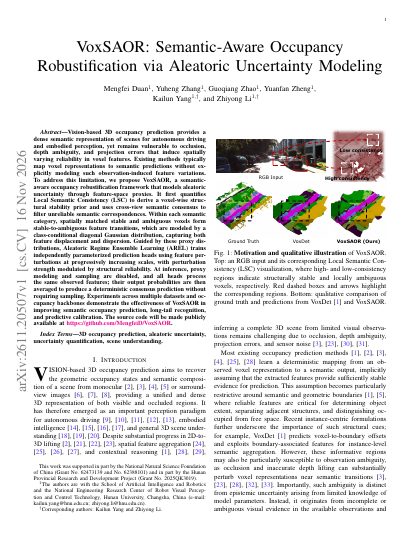 1
VoxSAOR: Semantic-Aware Occupancy
Robustification via Aleatoric Uncertainty Modeling
Mengfei Duan¹, Yuheng Zhang¹, Guoqiang Zhao¹, Yuanfan Zheng¹,
Kailun Yang¹,†, and Zhiyong Li¹,†
arXiv:2611.20507v1 [cs.CV] 16 Nov 2026
Abstract—Vision-based 3D occupancy prediction provides a
dense semantic representation of scenes for autonomous driving
and embodied perception, yet remains vulnerable to occlusion,
depth ambiguity, and projection errors that induce spatially
varying reliability in voxel features. Existing methods typically
map voxel representations to semantic predictions without ex-
plicitly modeling such observation-induced feature variations.
To address this limitation, we propose VoxSAOR, a semantic-
aware occupancy robustification framework that models aleatoric
uncertainty through feature-space proxies. It first quantifies
Local Semantic Consistency (LSC) to derive a voxel-wise struc-
tural stability prior and uses cross-view semantic consensus to
filter unreliable semantic correspondences. Within each semantic
category, spatially matched stable and ambiguous voxels form
stable-to-ambiguous feature transitions, which are modeled by a
class-conditional diagonal Gaussian distribution, capturing both
feature displacement and dispersion. Guided by these proxy dis-
tributions, Aleatoric Regime Ensemble Learning (AREL) trains
independently parameterized prediction heads using feature per-
turbations at progressively increasing scales, with perturbation
strength modulated by structural reliability. At inference, proxy
modeling and sampling are disabled, and all heads process
the same observed features; their output probabilities are then
averaged to produce a deterministic consensus prediction without
requiring sampling. Experiments across multiple datasets and oc-
cupancy backbones demonstrate the effectiveness of VoxSAOR in
improving semantic occupancy prediction, long-tail recognition,
and predictive calibration. The source code will be made publicly
available at https://github.com/MengfeiD/VoxSAOR.
Index Terms—3D occupancy prediction, aleatoric uncertainty,
uncertainty quantification, scene understanding.
I. INTRODUCTION
VISION-based 3D occupancy prediction aims to recover
the geometric occupancy states and semantic composi-
tion of a scene from monocular [2], [3], [4], [5] or surround-
view images [6], [7], [8], providing a unified and dense
3D representation of both visible and occluded regions. It
has therefore emerged as an important perception paradigm
for autonomous driving [9], [10], [11], [12], [13], embodied
intelligence [14], [15], [16], [17], and general 3D scene under-
standing [18], [19], [20]. Despite substantial progress in 2D-to-
3D lifting [2], [21], [22], [23], spatial feature aggregation [24],
[25], [26], [27], and contextual reasoning [1], [28], [29],
This work was supported in part by the National Natural Science Foundation
of China (Grant No. 62473139 and No. 62388101) and in part by the Hunan
Provincial Research and Development Project (Grant No. 2025QK3019).
¹The authors are with the School of Artificial Intelligence and Robotics
and the National Engineering Research Center of Robot Visual Percep-
tion and Control Technology, Hunan University, Changsha, China (e-mail:
kailun.yang@hnu.edu.cn; zhiyong.li@hnu.edu.cn).
†Corresponding authors: Kailun Yang and Zhiyong Li.
Low consistency
RGB Input
High consistency
Ground Truth
VoxDet
VoxSAOR (Ours)
Fig. 1: Motivation and qualitative illustration of VoxSAOR.
Top: an RGB input and its corresponding Local Semantic Con-
sistency (LSC) visualization, where high- and low-consistency
regions indicate structurally stable and locally ambiguous
voxels, respectively. Red dashed boxes and arrows highlight
the corresponding regions. Bottom: qualitative comparison of
ground truth and predictions from VoxDet [1] and VoxSAOR.
inferring a complete 3D scene from limited visual observations
remains challenging due to occlusion, depth ambiguity,
projection errors, and sensor noise [3], [23], [30], [31].
Most existing occupancy prediction methods [1], [2], [3],
[4], [25], [28] learn a deterministic mapping from an ob-
served voxel representation to a semantic output, implicitly
assuming that the extracted features provide sufficiently stable
evidence for prediction. This assumption becomes particularly
restrictive around semantic and geometric boundaries [1], [5],
where reliable features are critical for determining object
extent, separating adjacent structures, and distinguishing oc-
cupied from free space. Recent instance-centric formulations
further underscore the importance of such structural cues;
for example, VoxDet [1] predicts voxel-to-boundary offsets
and exploits boundary-associated features for instance-level
semantic aggregation. However, these informative regions
may also be particularly susceptible to observation ambiguity,
as occlusion and inaccurate depth lifting can substantially
perturb voxel representations near semantic transitions [3],
[23], [28], [32], [33]. Importantly, such ambiguity is distinct
from epistemic uncertainty arising from limited knowledge of
model parameters. Instead, it originates from incomplete or
ambiguous visual evidence in the available observations and